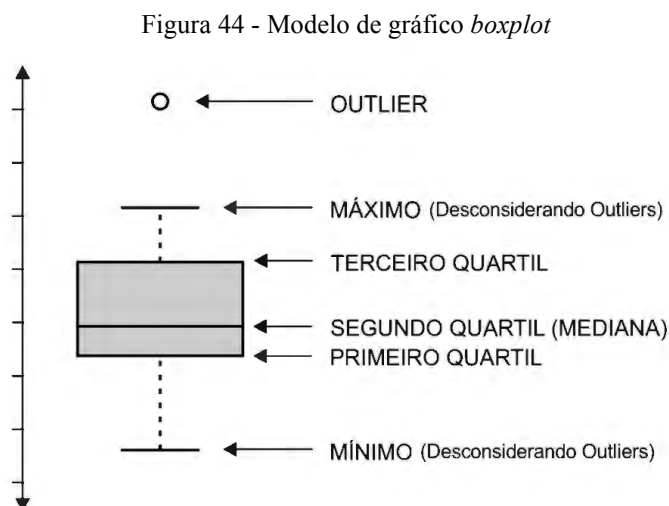 Figura 44 - Modelo de gráfico boxplot
OUTLIER
MÁXIMO (Desconsiderando Outliers)
TERCEIRO QUARTIL
SEGUNDO QUARTIL (MEDIANA)
PRIMEIRO QUARTIL
MÍNIMO (Desconsiderando Outliers)